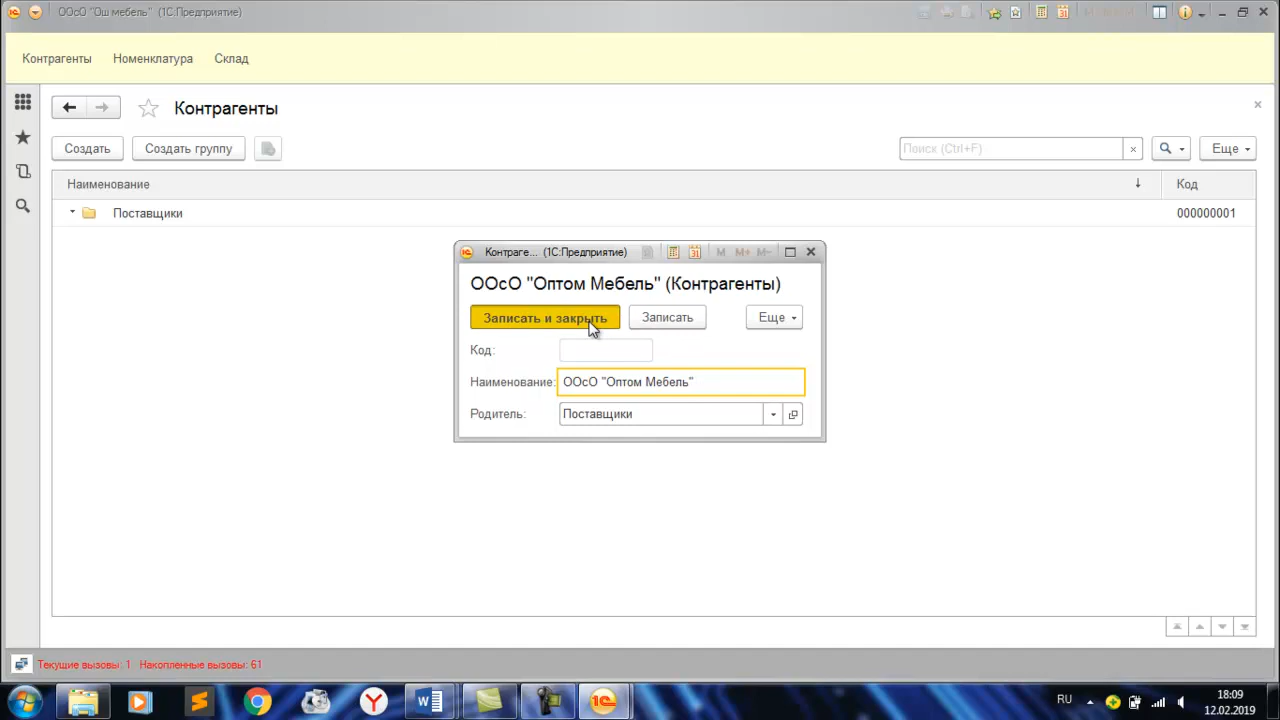 ООсО "Ош мебель" (1С:Предприятие)
Контрагенты Номенклатура Склад
Контрагенты
Создать Создать группу Поиск (Ctrl+F) Еще
Наименование Код
Поставщики 000000001
Контраге... (1С:Предприятие) M M+ M-
ООсО "Оптом Мебель" (Контрагенты)
Записать и закрыть Записать Еще
Код:
Наименование: ООсО "Оптом Мебель"
Родитель: Поставщики
Текущие вызовы: 1 Накопленные вызовы: 61
RU 18:09
12.02.2019